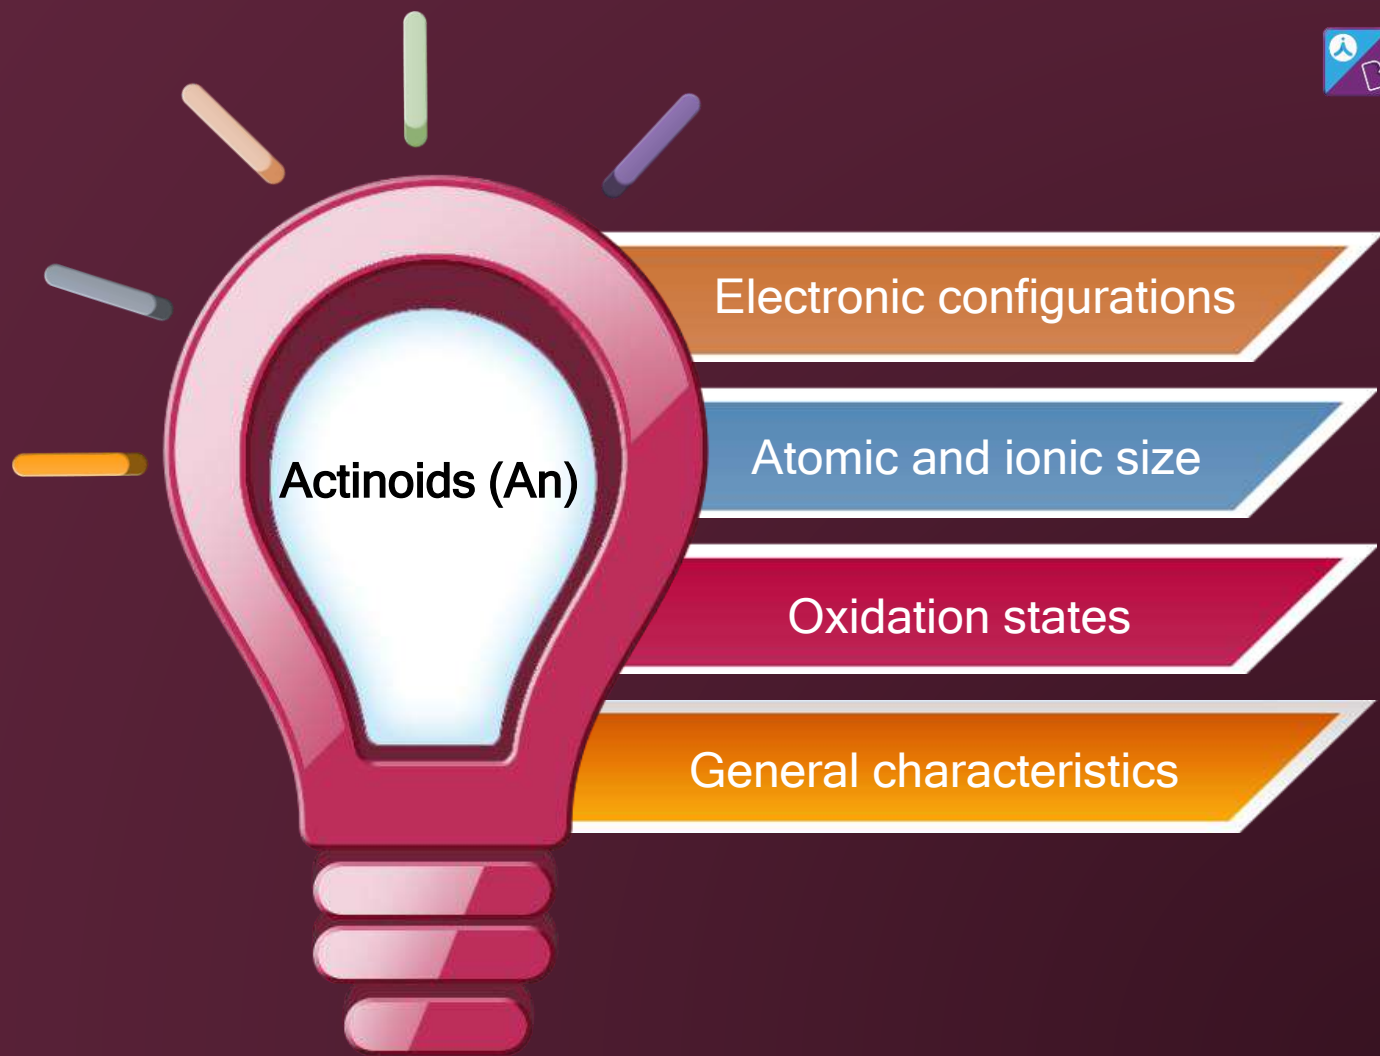 Actinoids (An)
Electronic configurations
Atomic and ionic size
Oxidation states
General characteristics